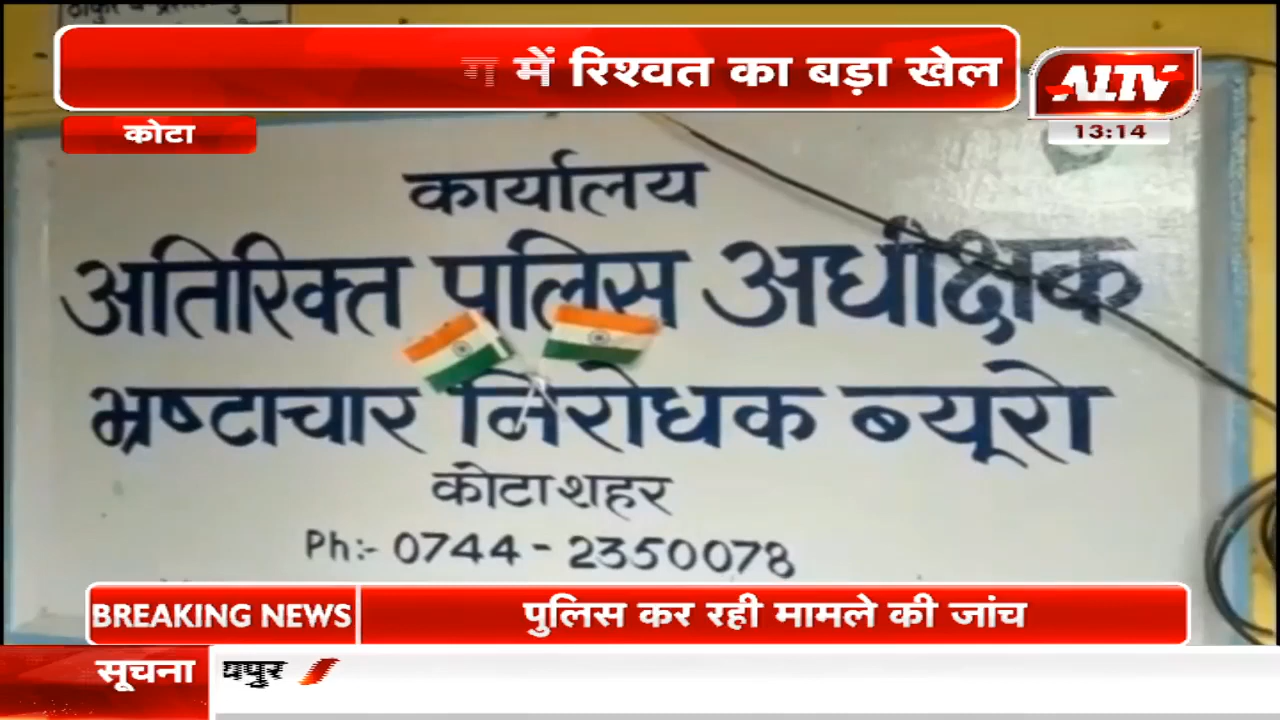 में रिश्वत का बड़ा खेल
ALTV
13:14
कोटा
कार्यालय
अतिरिक्त पुलिस अधीक्षक
भ्रष्टाचार निरोधक ब्यूरो
कोटा शहर
Ph:- 0744 - 2350078
BREAKING NEWS
पुलिस कर रही मामले की जांच
सूचना